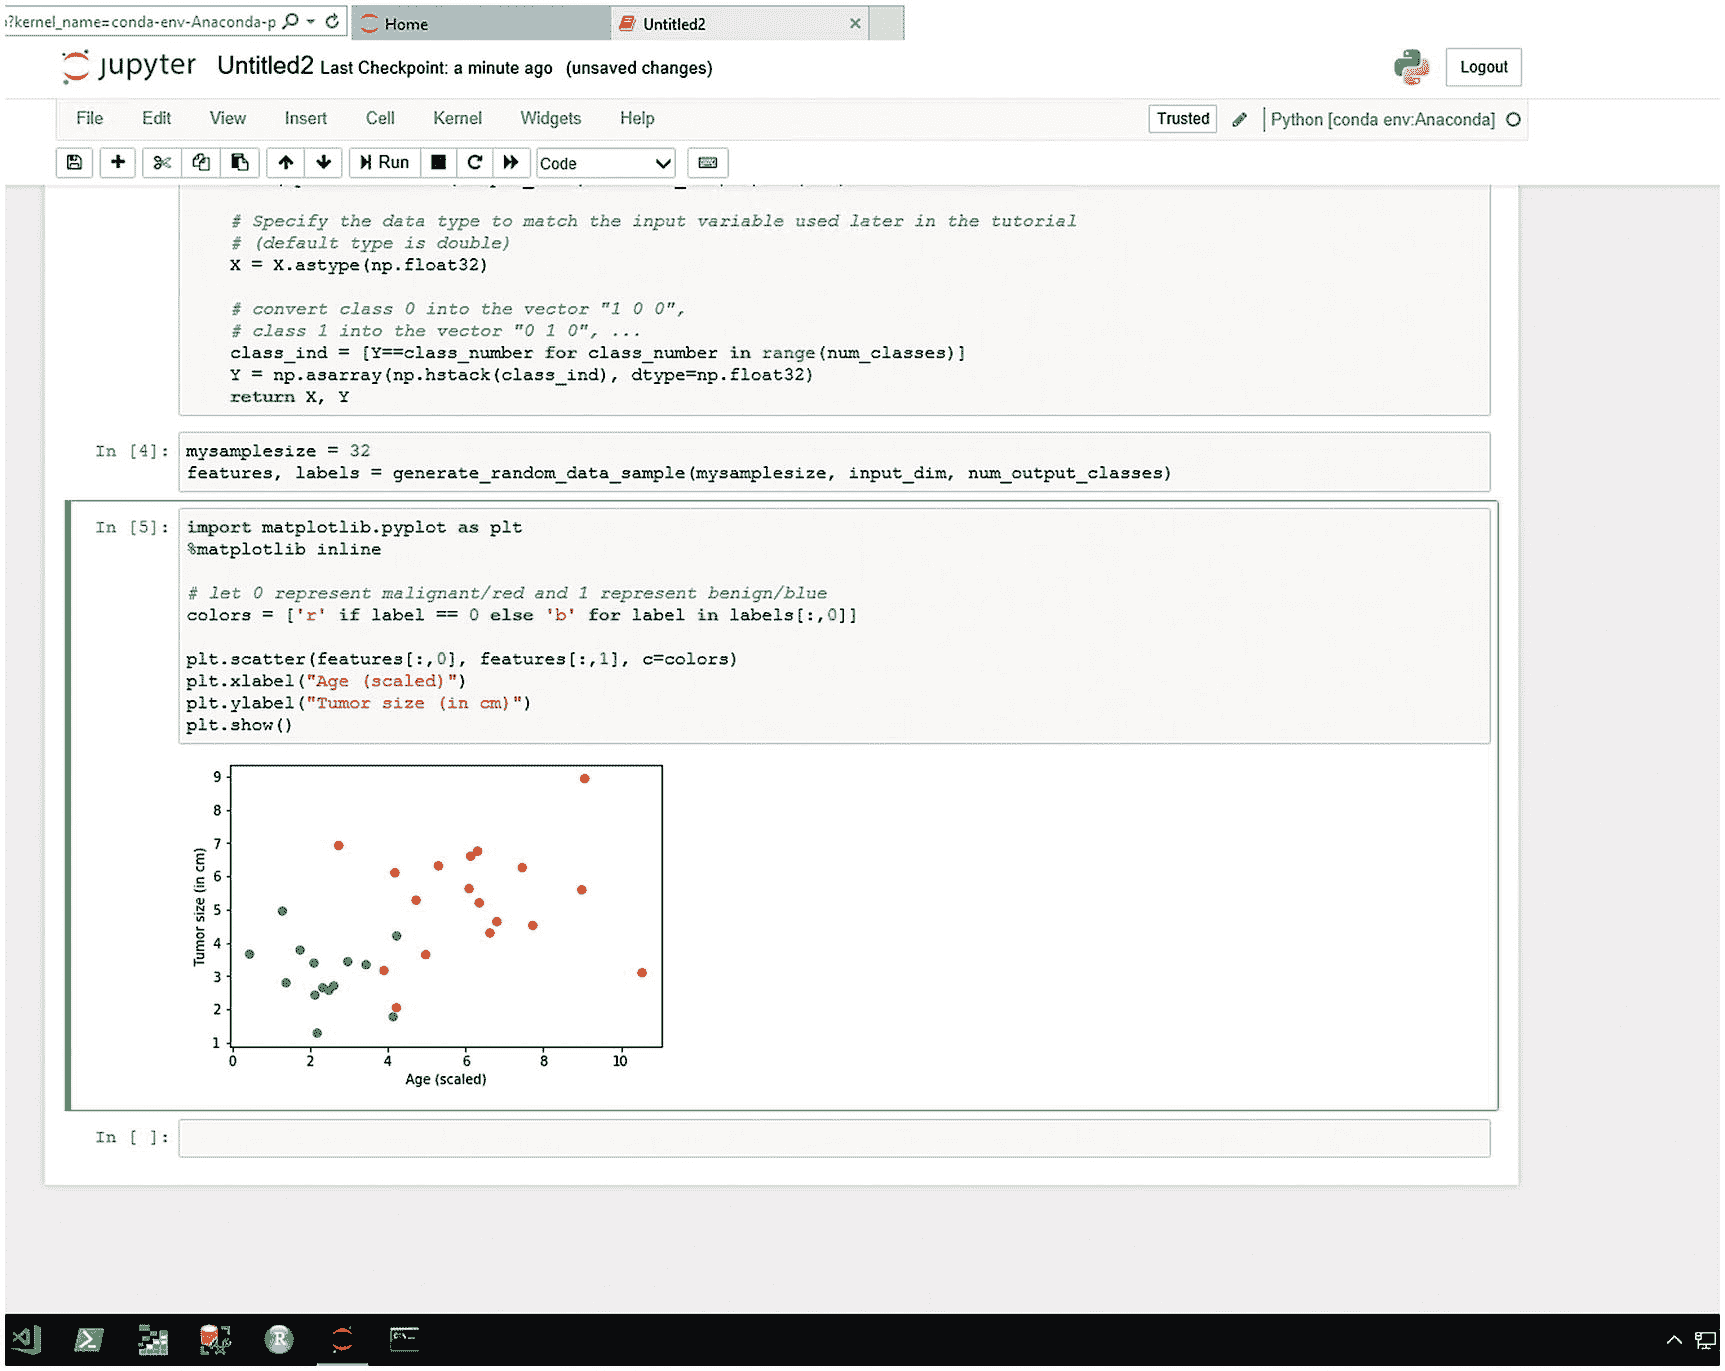 ?kernel_name=conda-env-Anaconda-p
Home
Untitled2
jupyter Untitled2 Last Checkpoint: a minute ago (unsaved changes)
Logout
File Edit View Insert Cell Kernel Widgets Help
Trusted
Python [conda env:Anaconda]
Run
Code
# Specify the data type to match the input variable used later in the tutorial
# (default type is double)
X = X.astype(np.float32)
# convert class 0 into the vector "1 0 0",
# class 1 into the vector "0 1 0", ...
class_ind = [Y==class_number for class_number in range(num_classes)]
Y = np.asarray(np.hstack(class_ind), dtype=np.float32)
return X, Y
In [4]:
mysamplesize = 32
features, labels = generate_random_data_sample(mysamplesize, input_dim, num_output_classes)
In [5]:
import matplotlib.pyplot as plt
%matplotlib inline
# let 0 represent malignant/red and 1 represent benign/blue
colors = ['r' if label == 0 else 'b' for label in labels[:,0]]
plt.scatter(features[:,0], features[:,1], c=colors)
plt.xlabel("Age (scaled)")
plt.ylabel("Tumor size (in cm)")
plt.show()
9
8
7
6
5
4
3
2
1
Tumor size (in cm)
0 2 4 6 8 10
Age (scaled)
In [ ]:
R